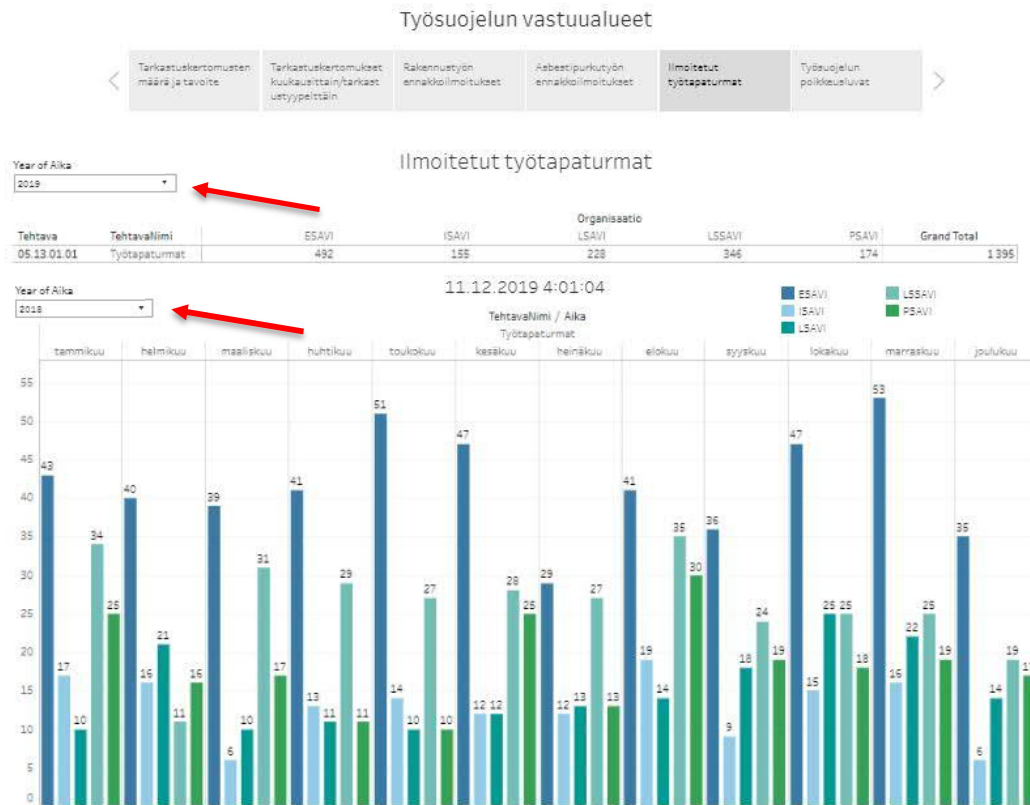 Työsuojelun vastuualueet
Tarkastuskertomusten määrä ja tavoite
Tarkastuskertomukset kuukausittain/tarkastustyypeittäin
Rakennustyön ennakkoilmoitukset
Asbestipurkutyön ennakkoilmoitukset
Ilmoitetut työtapaturmat
Työsuojelun poikkeusluvat
Ilmoitetut työtapaturmat
Year of Aika
2019
Organisaatio
Tehtava TehtavaNimi ESAVI ISAVI LSAVI LSSAVI PSAVI Grand Total
05.13.01.01 Työtapaturmat 492 155 228 346 174 1 395
Year of Aika
2018
11.12.2019 4:01:04
ESAVI LSSAVI
ISAVI PSAVI
LSAVI
TehtavaNimi / Aika
Työtapaturmat
tammikuu helmikuu maaliskuu huhtikuu toukokuu kesäkuu heinäkuu elokuu syyskuu lokakuu marraskuu joulukuu
55
50
45
40
35
30
25
20
15
10
5
0
43 17 10 34 25
40 16 21 11 16
39 6 10 31 17
41 13 11 29 11
51 14 10 27 10
47 12 12 28 25
29 12 13 27 13
41 19 14 35 30
36 9 18 24 19
47 15 25 25 18
53 16 22 25 19
35 6 14 19